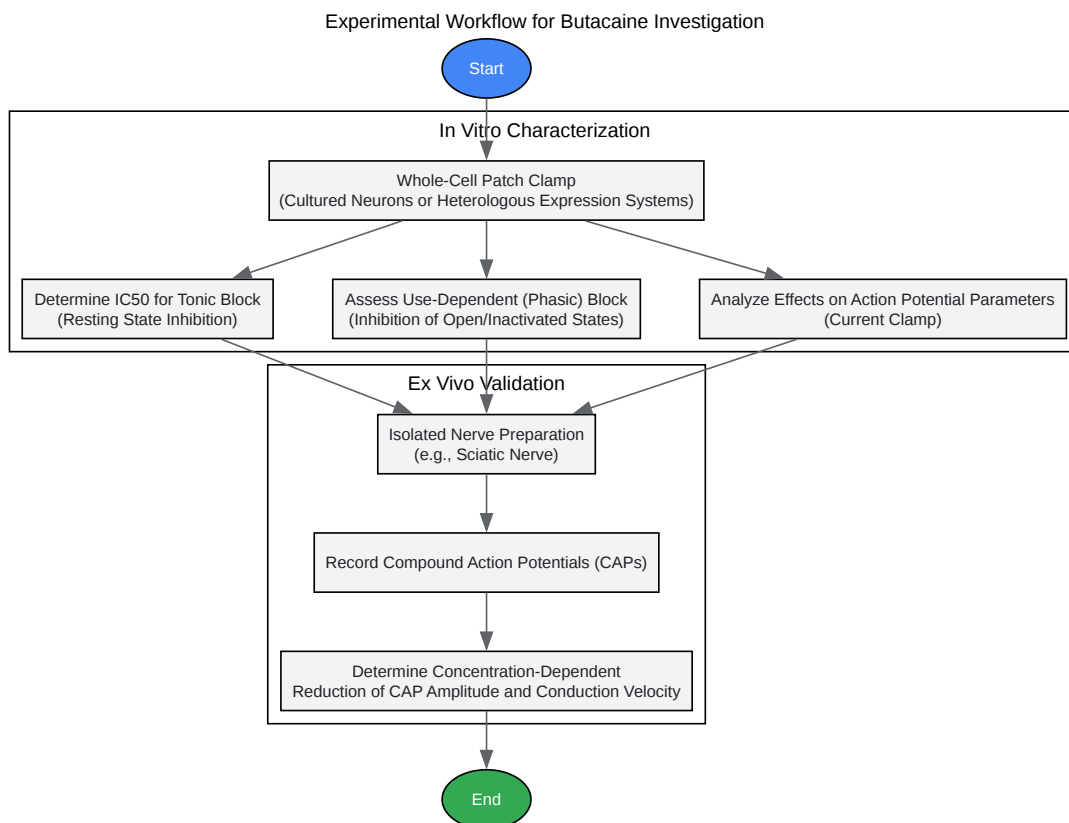 Experimental Workflow for Butacaine Investigation
Start
In Vitro Characterization
Whole-Cell Patch Clamp
(Cultured Neurons or Heterologous Expression Systems)
Determine IC50 for Tonic Block
(Resting State Inhibition)
Assess Use-Dependent (Phasic) Block
(Inhibition of Open/Inactivated States)
Analyze Effects on Action Potential Parameters
(Current Clamp)
Ex Vivo Validation
Isolated Nerve Preparation
(e.g., Sciatic Nerve)
Record Compound Action Potentials (CAPs)
Determine Concentration-Dependent
Reduction of CAP Amplitude and Conduction Velocity
End